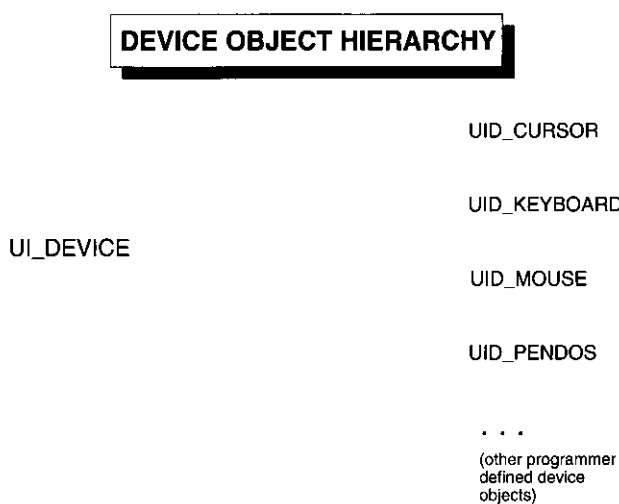 DEVICE OBJECT HIERARCHY
UID_CURSOR
UID_KEYBOARD
UI_DEVICE
UID_MOUSE
UID_PENDOS
. . .
(other programmer
defined device
objects)